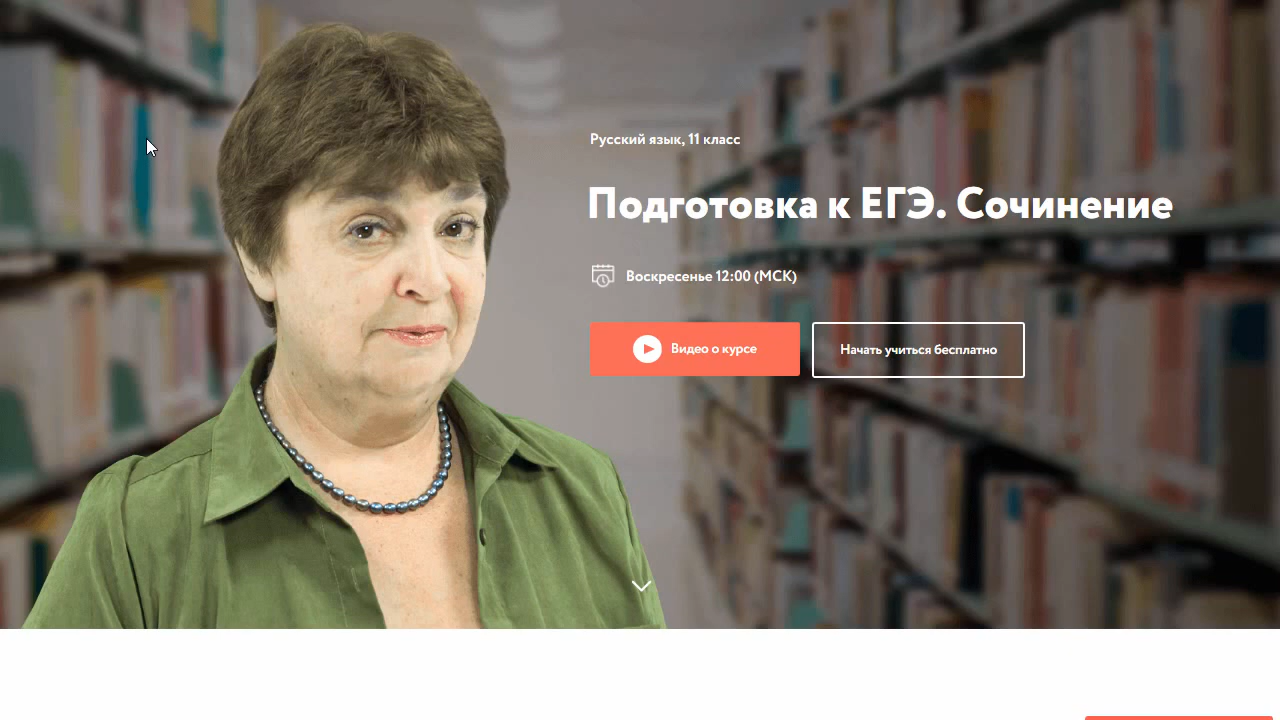 Русский язык, 11 класс
Подготовка к ЕГЭ. Сочинение
Воскресенье 12:00 (МСК)
Видео о курсе
Начать учиться бесплатно